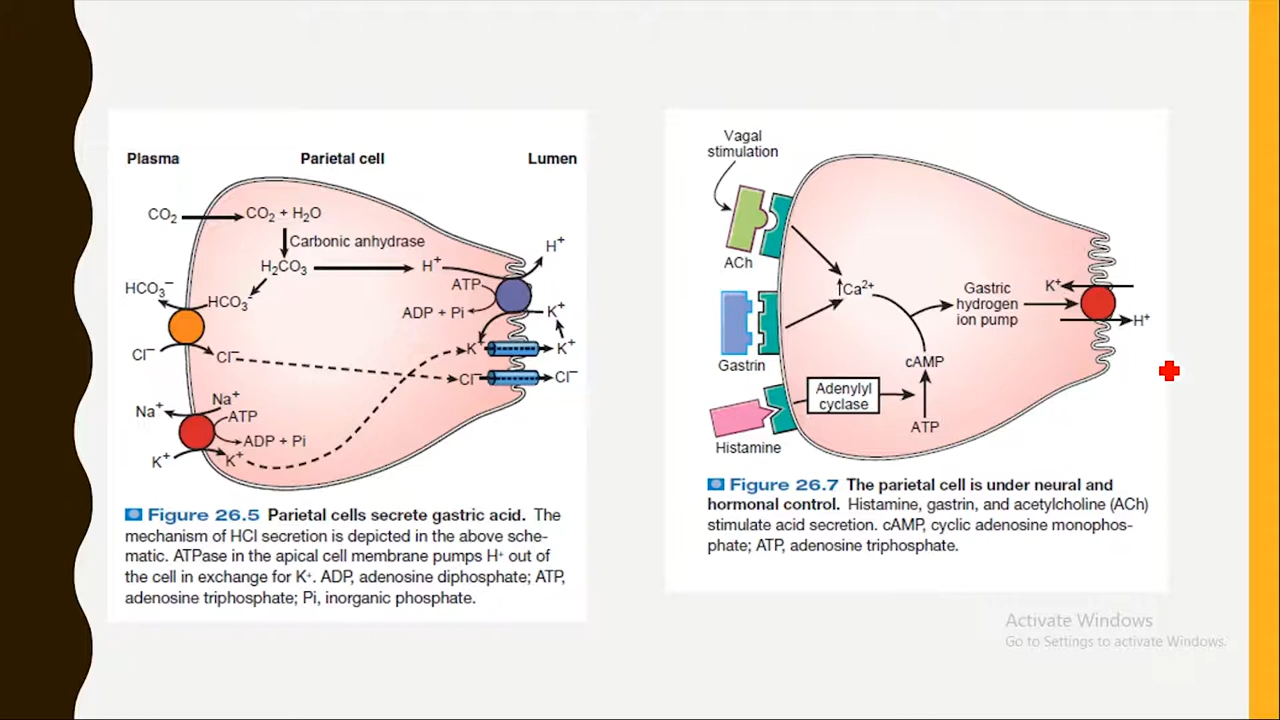 Plasma Parietal cell Lumen
CO₂ CO₂ + H₂O
Carbonic anhydrase
H₂CO₃ H⁺ H⁺
HCO₃⁻ HCO₃⁻
ATP
ADP + Pi K⁺
Cl⁻ Cl⁻
K⁺ K⁺
Cl⁻ Cl⁻
Na⁺ Na⁺
ATP
ADP + Pi
K⁺ K⁺
Figure 26.5 Parietal cells secrete gastric acid. The
mechanism of HCl secretion is depicted in the above sche-
matic. ATPase in the apical cell membrane pumps H⁺ out of
the cell in exchange for K⁺. ADP, adenosine diphosphate; ATP,
adenosine triphosphate; Pi, inorganic phosphate.
Vagal
stimulation
ACh
↑Ca²⁺
Gastric
hydrogen
ion pump
K⁺
H⁺
Gastrin
cAMP
Adenylyl
cyclase
ATP
Histamine
Figure 26.7 The parietal cell is under neural and
hormonal control. Histamine, gastrin, and acetylcholine (ACh)
stimulate acid secretion. cAMP, cyclic adenosine monophos-
phate; ATP, adenosine triphosphate.
Activate Windows
Go to Settings to activate Windows.